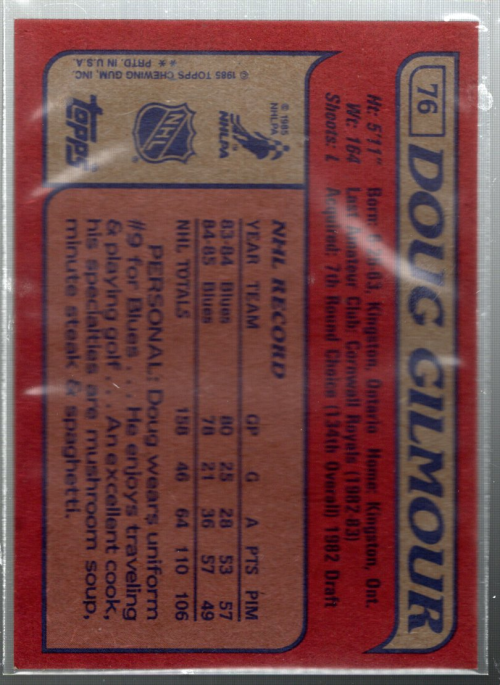 76
DOUG GILMOUR
Ht: 5'11" Born: Kingston, Ontario Home: Kingston, Ont.
Wt: 164 Last Amateur Club: Cornwall Royals (1982-83)
Shoots: L Acquired: 7th Round Choice (134th Overall) 1982 Draft
NHL RECORD
YEAR TEAM GP G A PTS PIM
83-84 Blues 80 25 28 53 57
84-85 Blues 78 21 36 57 49
NHL TOTALS 158 46 64 110 106
PERSONAL: Doug wears uniform
#9 for Blues . . . He enjoys traveling
& playing golf . . . An excellent cook,
his specialties are mushroom soup,
minute steak & spaghetti.
© 1985
NHLPA
NHLPA
NHL
topps
© 1985 TOPPS CHEWING GUM, INC.
** PRTD. IN U.S.A.